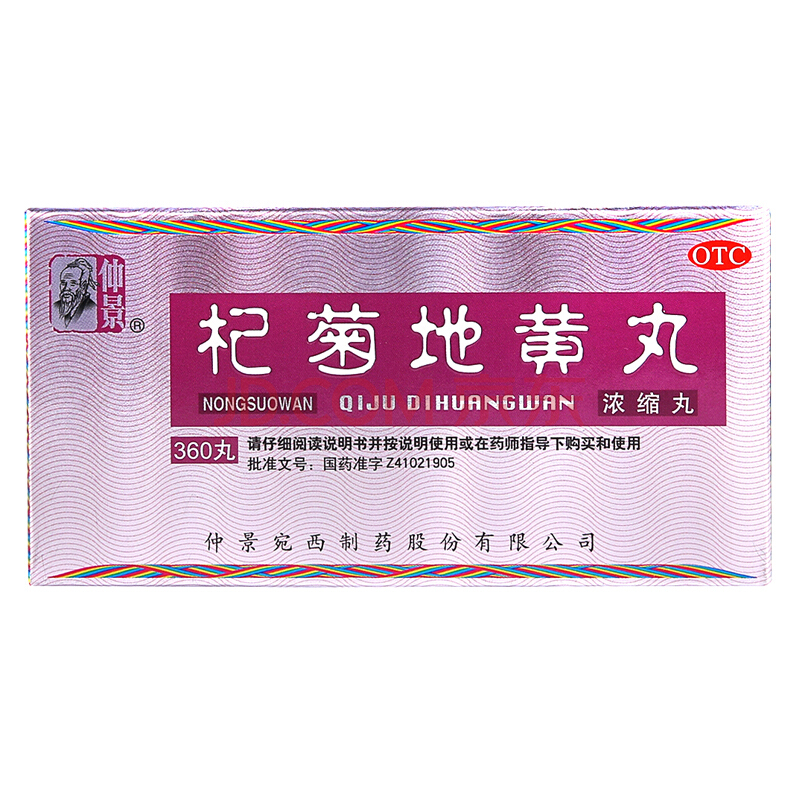 仲景®
OTC
杞菊地黄丸
NONGSUOWAN QIJU DIHUANGWAN 浓缩丸
360丸
请仔细阅读说明书并按说明使用或在药师指导下购买和使用
批准文号：国药准字Z41021905
仲景宛西制药股份有限公司